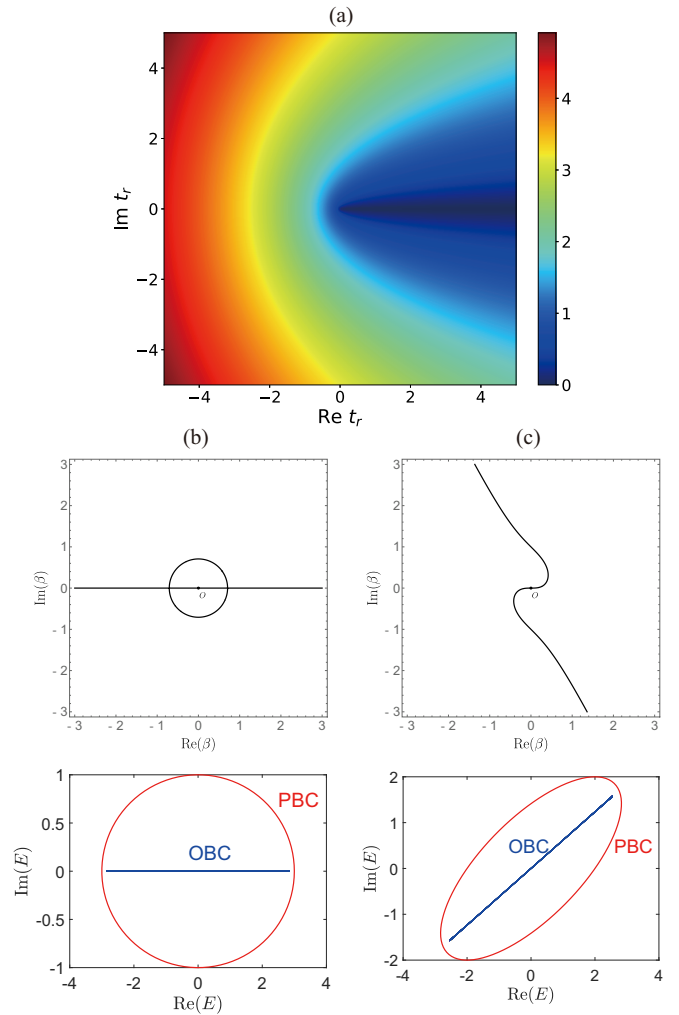 (a)
4
2
0
−2
−4
Im t_r
−4 −2 0 2 4
Re t_r
4
3
2
1
0
(b)
(c)
3
2
1
0
- 1
- 2
- 3
Im(β)
o
- 3 - 2 - 1 0 1 2 3
Re(β)
3
2
1
0
- 1
- 2
- 3
Im(β)
o
- 3 - 2 - 1 0 1 2 3
Re(β)
1
0.5
0
-0.5
-1
Im(E)
PBC
OBC
-4 -2 0 2 4
Re(E)
2
1
0
-1
-2
Im(E)
OBC
PBC
-4 -2 0 2 4
Re(E)